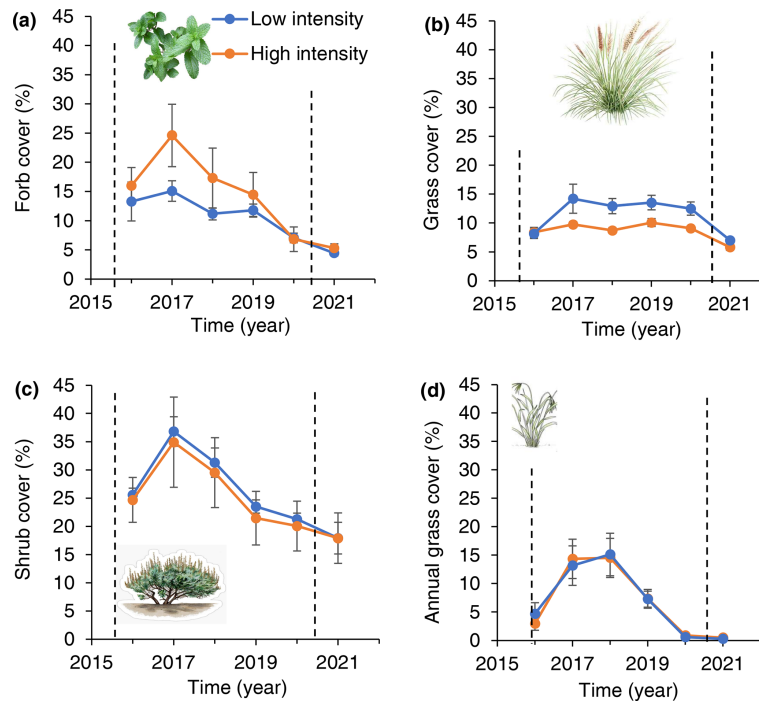 (a)
Low intensity
High intensity
Forb cover (%)
45
40
35
30
25
20
15
10
5
0
2015 2017 2019 2021
Time (year)
(b)
Grass cover (%)
45
40
35
30
25
20
15
10
5
0
2015 2017 2019 2021
Time (year)
(c)
Shrub cover (%)
45
40
35
30
25
20
15
10
5
0
2015 2017 2019 2021
Time (year)
(d)
Annual grass cover (%)
45
40
35
30
25
20
15
10
5
0
2015 2017 2019 2021
Time (year)